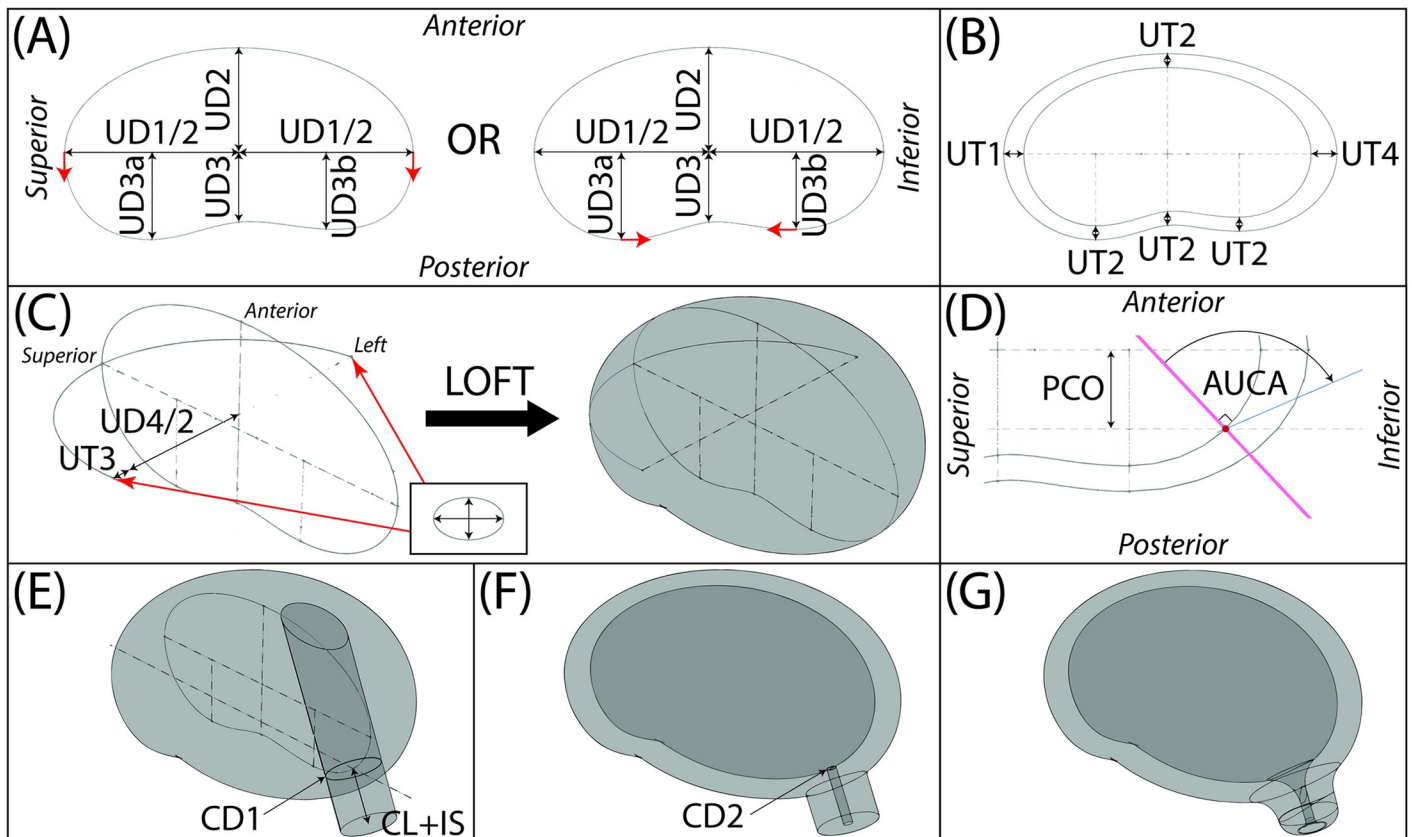 (A)
Anterior
Superior
UD1/2
UD2
UD1/2
UD3a
UD3
UD3b
OR
UD1/2
UD2
UD1/2
UD3a
UD3
UD3b
Inferior
Posterior
(B)
UT2
UT1
UT4
UT2
UT2
UT2
(C)
Anterior
Superior
Left
UD4/2
UT3
LOFT
(D)
Anterior
Superior
PCO
AUCA
Inferior
Posterior
(E)
CD1
CL+IS
(F)
CD2
(G)